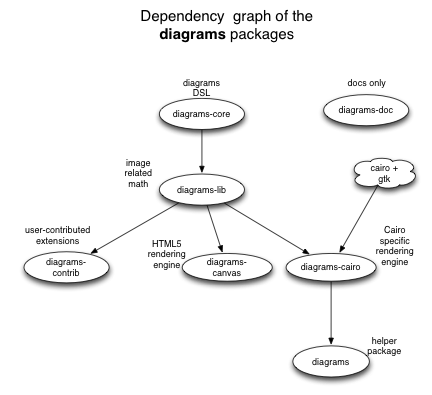 Dependency graph of the
diagrams packages
diagrams
DSL
docs only
diagrams-core
diagrams-doc
image
related
math
cairo +
gtk
diagrams-lib
user-contributed
extensions
HTML5
rendering
engine
Cairo
specific
rendering
engine
diagrams-
contrib
diagrams-
canvas
diagrams-cairo
helper
package
diagrams